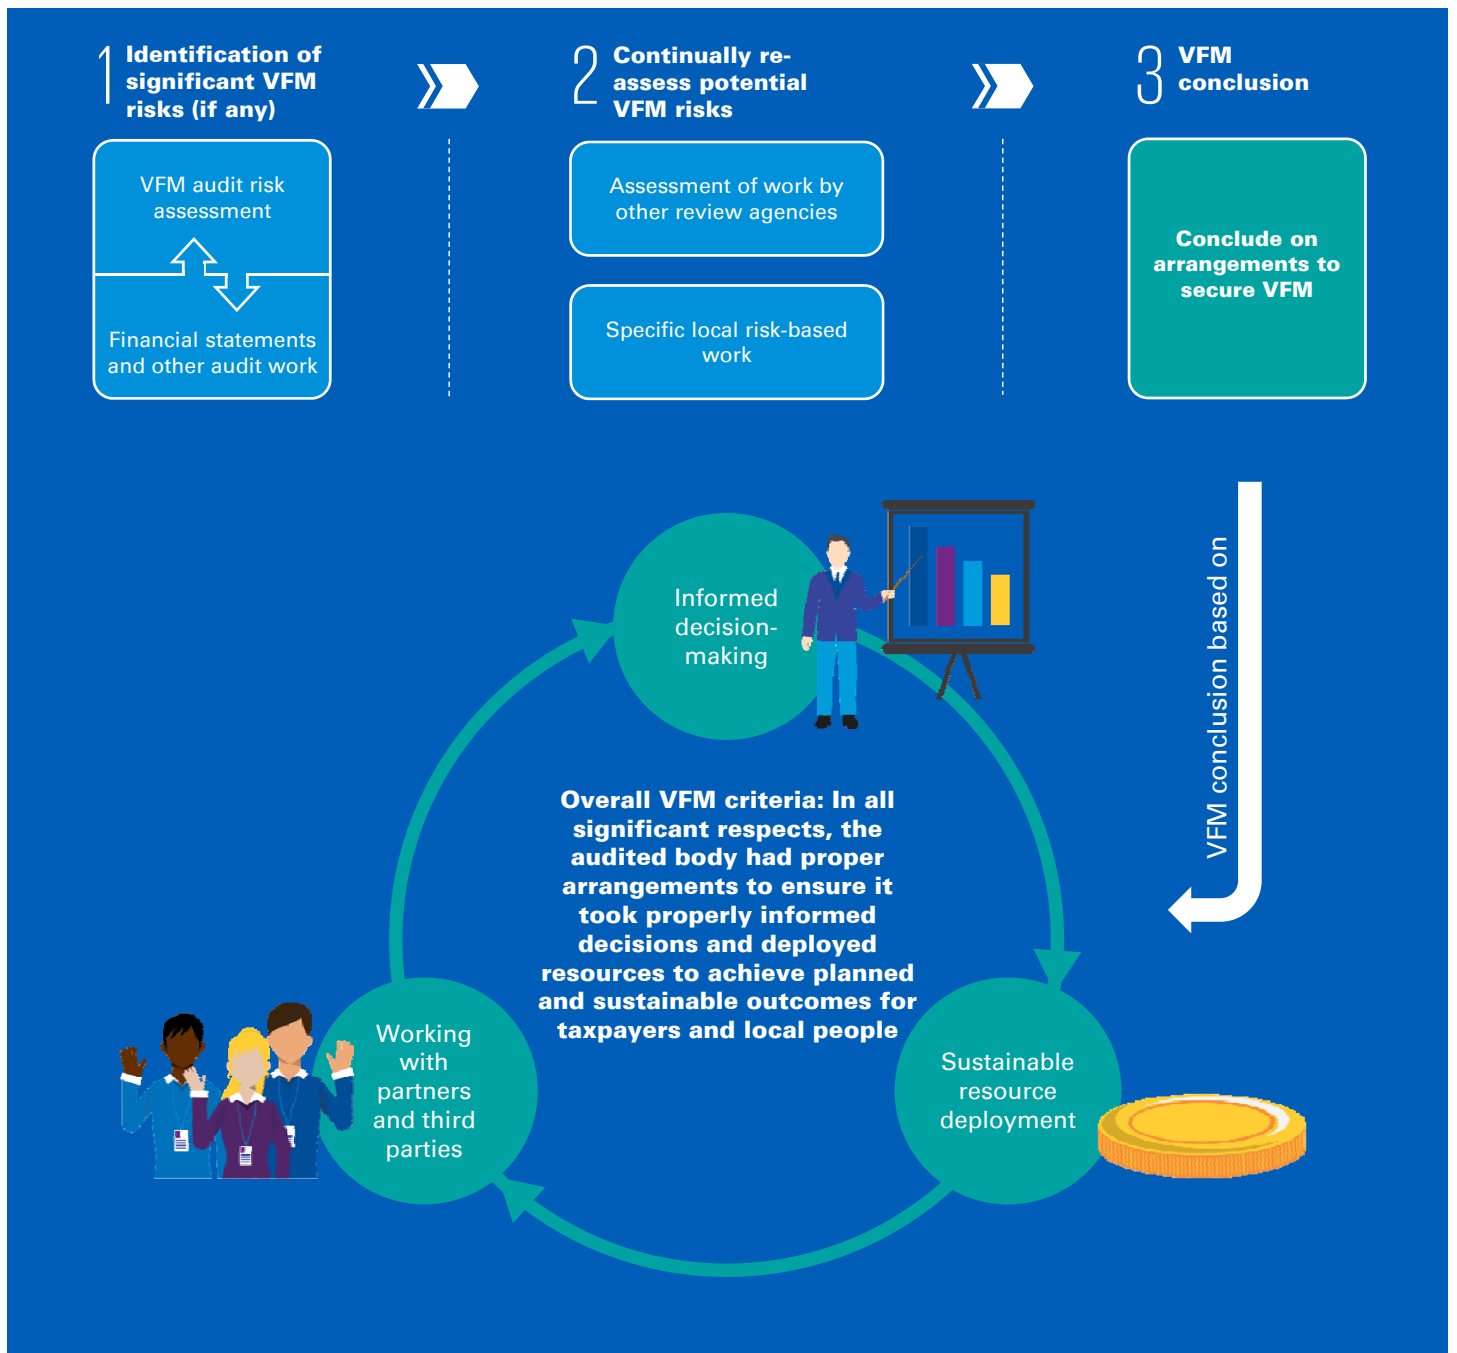 1 Identification of
significant VFM
risks (if any)
VFM audit risk
assessment
Financial statements
and other audit work
2 Continually re-
assess potential
VFM risks
Assessment of work by
other review agencies
Specific local risk-based
work
3 VFM
conclusion
Conclude on
arrangements to
secure VFM
VFM conclusion based on
Informed
decision-
making
Overall VFM criteria: In all
significant respects, the
audited body had proper
arrangements to ensure it
took properly informed
decisions and deployed
resources to achieve planned
and sustainable outcomes for
taxpayers and local people
Working
with
partners
and third
parties
Sustainable
resource
deployment